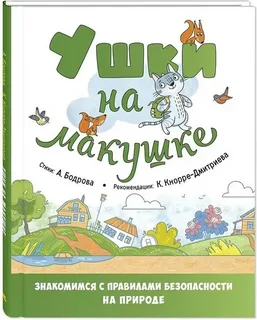 Ушки
на
макушке
Стихи: А. Бодрова • Рекомендации: К. Кнорре-Дмитриева
ЗНАКОМИМСЯ С ПРАВИЛАМИ БЕЗОПАСНОСТИ
НА ПРИРОДЕ